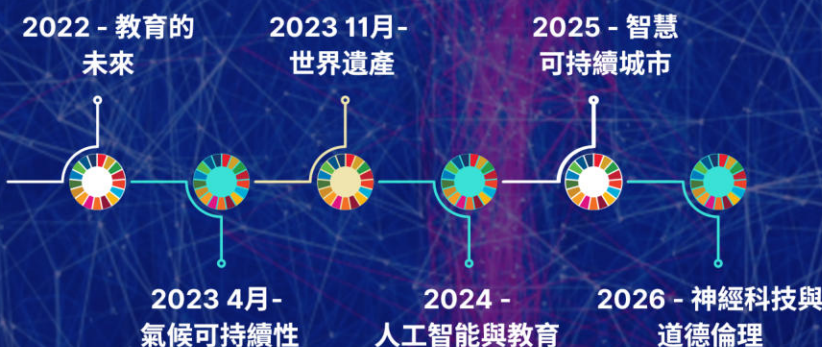 2022 - 教育的
未來
2023 4月-
氣候可持續性
2023 11月-
世界遺產
2024 -
人工智能與教育
2025 - 智慧
可持續城市
2026 - 神經科技與
道德倫理